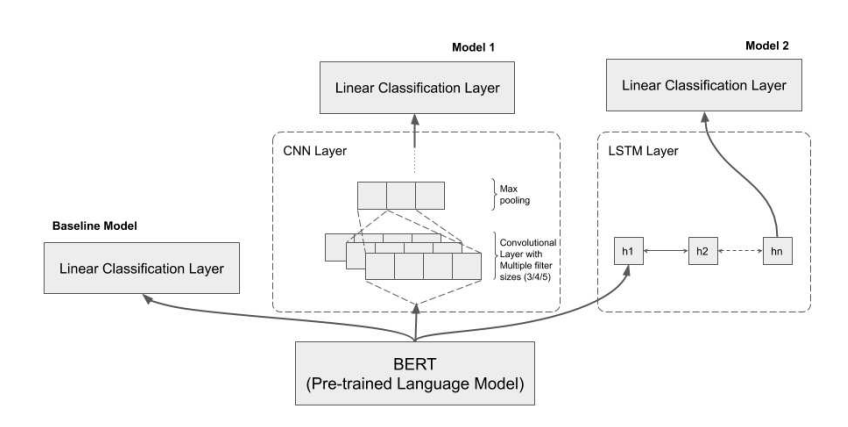 Model 1
Linear Classification Layer
Model 2
Linear Classification Layer
CNN Layer
Max
pooling
Convolutional
Layer with
Multiple filter
sizes (3/4/5)
LSTM Layer
h1
h2
hn
Baseline Model
Linear Classification Layer
BERT
(Pre-trained Language Model)